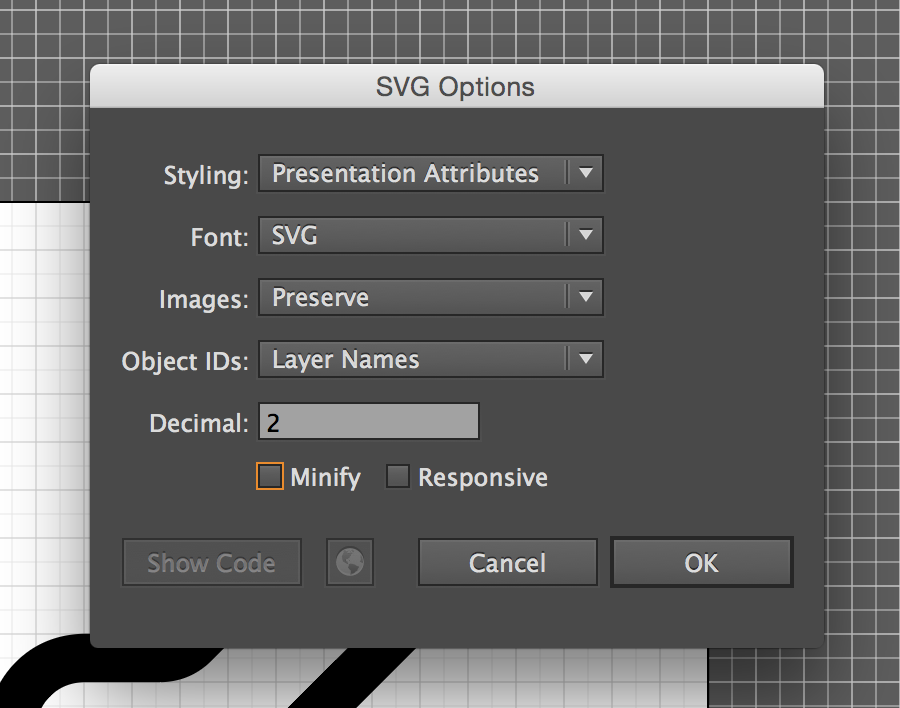 SVG Options
Styling: Presentation Attributes
Font: SVG
Images: Preserve
Object IDs: Layer Names
Decimal: 2
Minify Responsive
Show Code Cancel OK